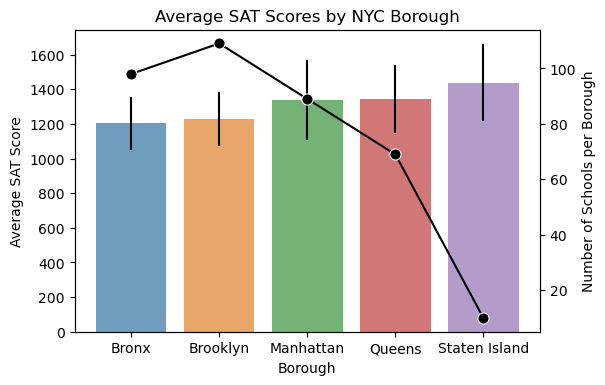 Average SAT Scores by NYC Borough
Average SAT Score
1600
1400
1200
1000
800
600
400
200
0
100
80
60
40
20
Number of Schools per Borough
Bronx Brooklyn Manhattan Queens Staten Island
Borough